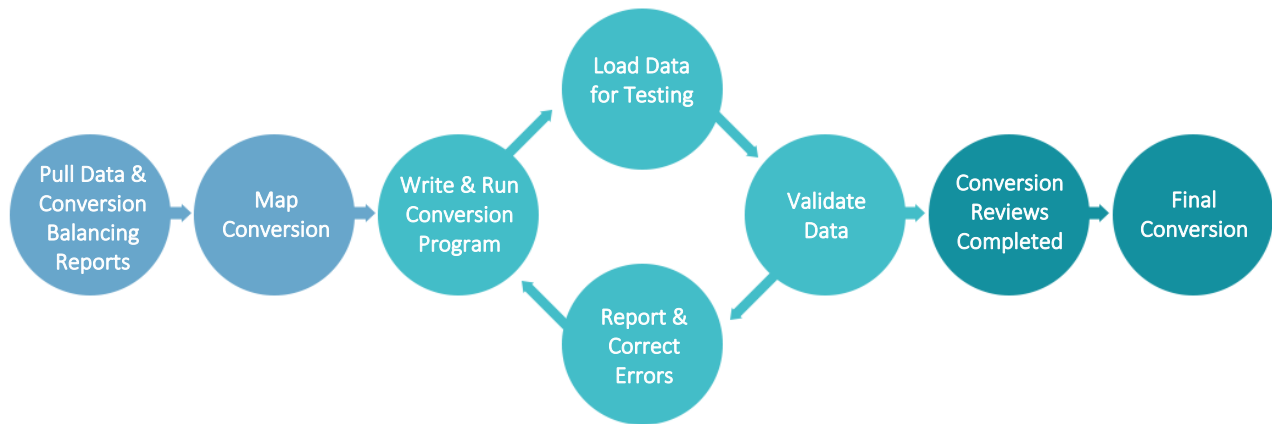 Pull Data &
Conversion
Balancing
Reports
Map
Conversion
Write & Run
Conversion
Program
Load Data
for Testing
Validate
Data
Report &
Correct
Errors
Conversion
Reviews
Completed
Final
Conversion